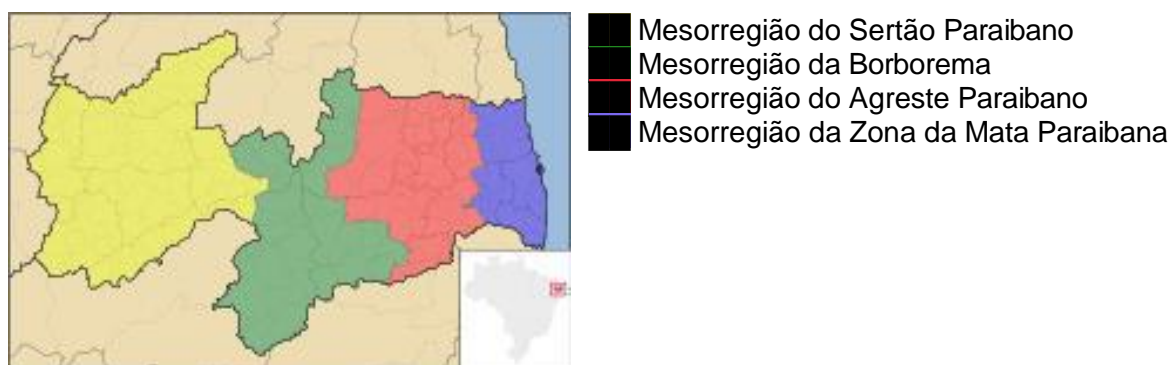 Mesorregião do Sertão Paraibano
Mesorregião da Borborema
Mesorregião do Agreste Paraibano
Mesorregião da Zona da Mata Paraibana